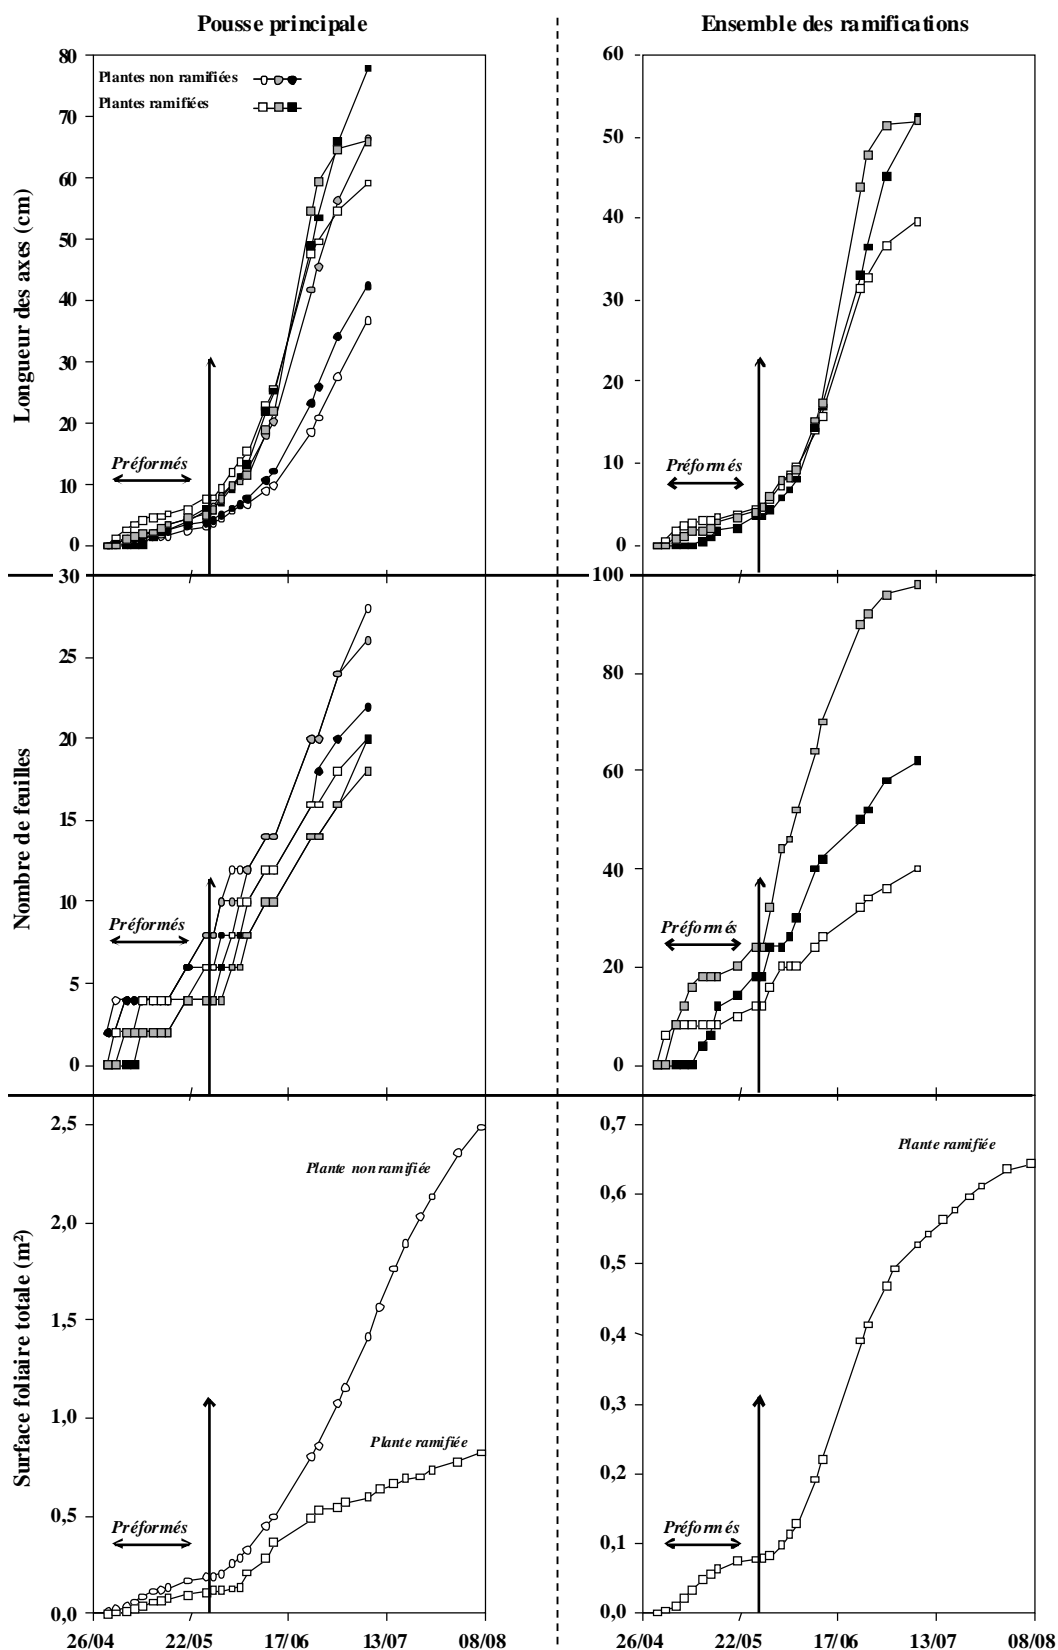 Pousse principale
Ensemble des ramifications
Longueur des axes (cm)
80
70
60
50
40
30
20
10
0
Plantes non ramifiées
Plantes ramifiées
Préformés
60
50
40
30
20
10
0
Préformés
Nombre de feuilles
30
25
20
15
10
5
0
Préformés
100
80
60
40
20
0
Préformés
Surface foliaire totale (m²)
2,5
2,0
1,5
1,0
0,5
0,0
Plante non ramifiée
Plante ramifiée
Préformés
26/04 22/05 17/06 13/07 08/08
0,7
0,6
0,5
0,4
0,3
0,2
0,1
0,0
Plante ramifiée
Préformés
26/04 22/05 17/06 13/07 08/08